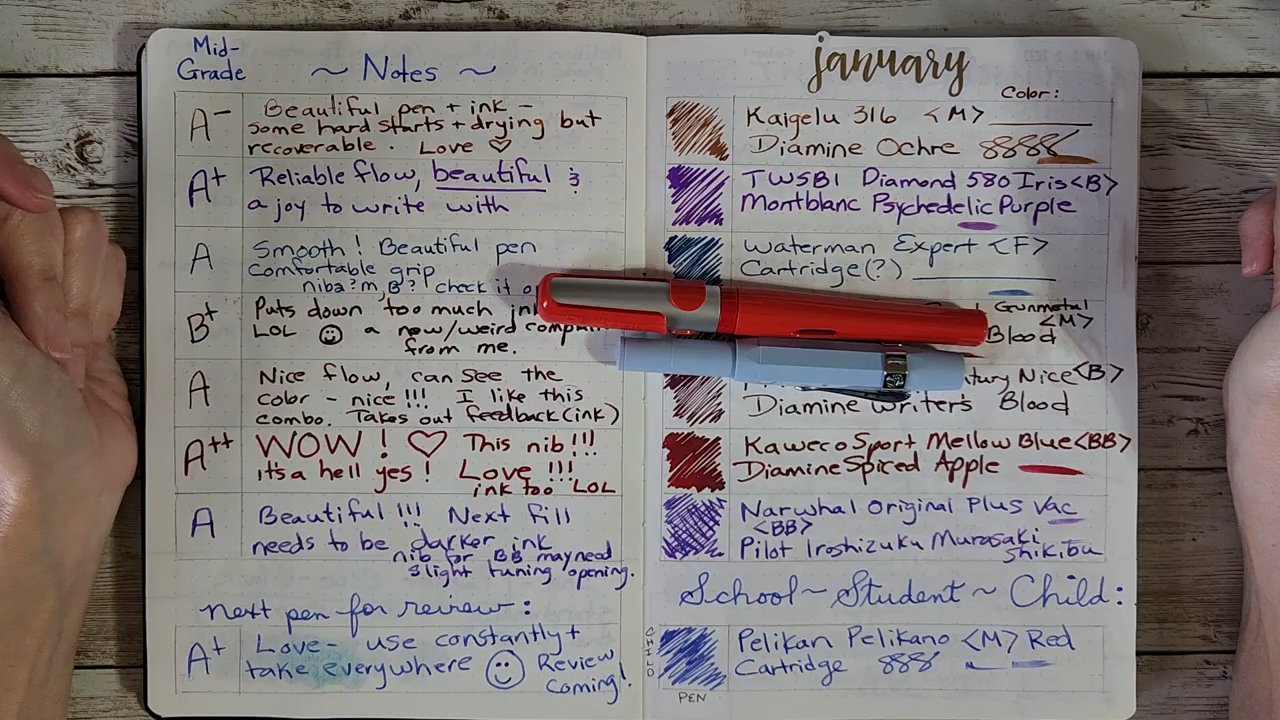 Mid-
Grade
~ Notes ~
A-
Beautiful pen + ink -
some hard starts + drying but
recoverable. Love ♡
A+
Reliable flow, beautiful &
a joy to write with
A
Smooth! Beautiful pen
Comfortable grip
nibs? m, B? check it
B+
Puts down too much
LOL ☺ a new/weird
from me.
A
Nice flow, can see the
color - nice!!! I like this
combo. Takes out feedback (ink)
A++
WOW! ♡ This nib!!!
it's a hell yes! Love!!!
ink too LOL
A
Beautiful!!! Next fill
needs to be darker ink
nib for BB may need
slight tuning opening.
next pen for review:
A+
Love - use constantly +
take everywhere ☺ Review
Coming!
january
Color:
Kaigelu 316 <M>
Diamine Ochre 8888
TWSBI Diamond 580 Iris <B>
Montblanc Psychedelic Purple
Waterman Expert <F>
Cartridge(?)
Gunmetal
<M>
Blood
Nice <B>
Diamine Writer's Blood
Kaweco Sport Mellow Blue <BB>
Diamine Spiced Apple
Narwhal Original Plus Vac
<BB>
Pilot Iroshizuku Murasaki
Shikibu
School ~ Student ~ Child:
CHILD
Pelikan Pelikano <M> Red
Cartridge 888
PEN